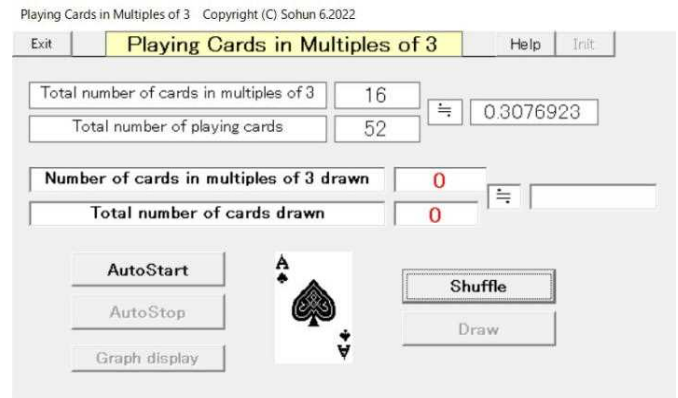 Playing Cards in Multiples of 3 Copyright (C) Sohun 6.2022
Exit Playing Cards in Multiples of 3 Help Init
Total number of cards in multiples of 3 16
≒ 0.3076923
Total number of playing cards 52
Number of cards in multiples of 3 drawn 0
≒
Total number of cards drawn 0
AutoStart
AutoStop
Graph display
A
A
Shuffle
Draw